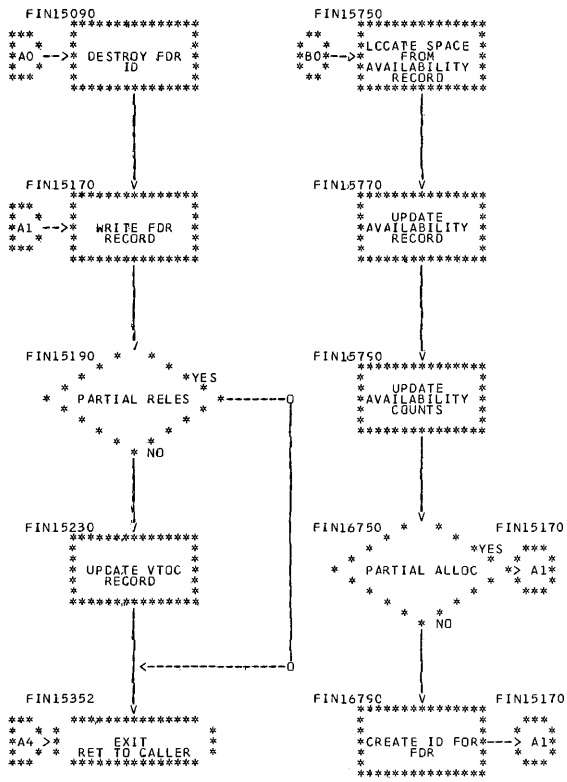 FIN15090
A0
DESTROY FDR
ID
FIN15170
A1
WRITE FDR
RECORD
FIN15190
YES
PARTIAL RELES
NO
FIN15230
UPDATE VTOC
RECORD
FIN15352
A4
EXIT
RET TO CALLER
FIN15750
B0
LCCATE SPACE
FROM
AVAILABILITY
RECORD
FIN15770
UPDATE
AVAILABILITY
RECORD
FIN15790
UPDATE
AVAILABILITY
COUNTS
FIN16750
FIN15170
YES
PARTIAL ALLOC
A1
NO
FIN16790
FIN15170
CREATE ID FOR
FDR
A1